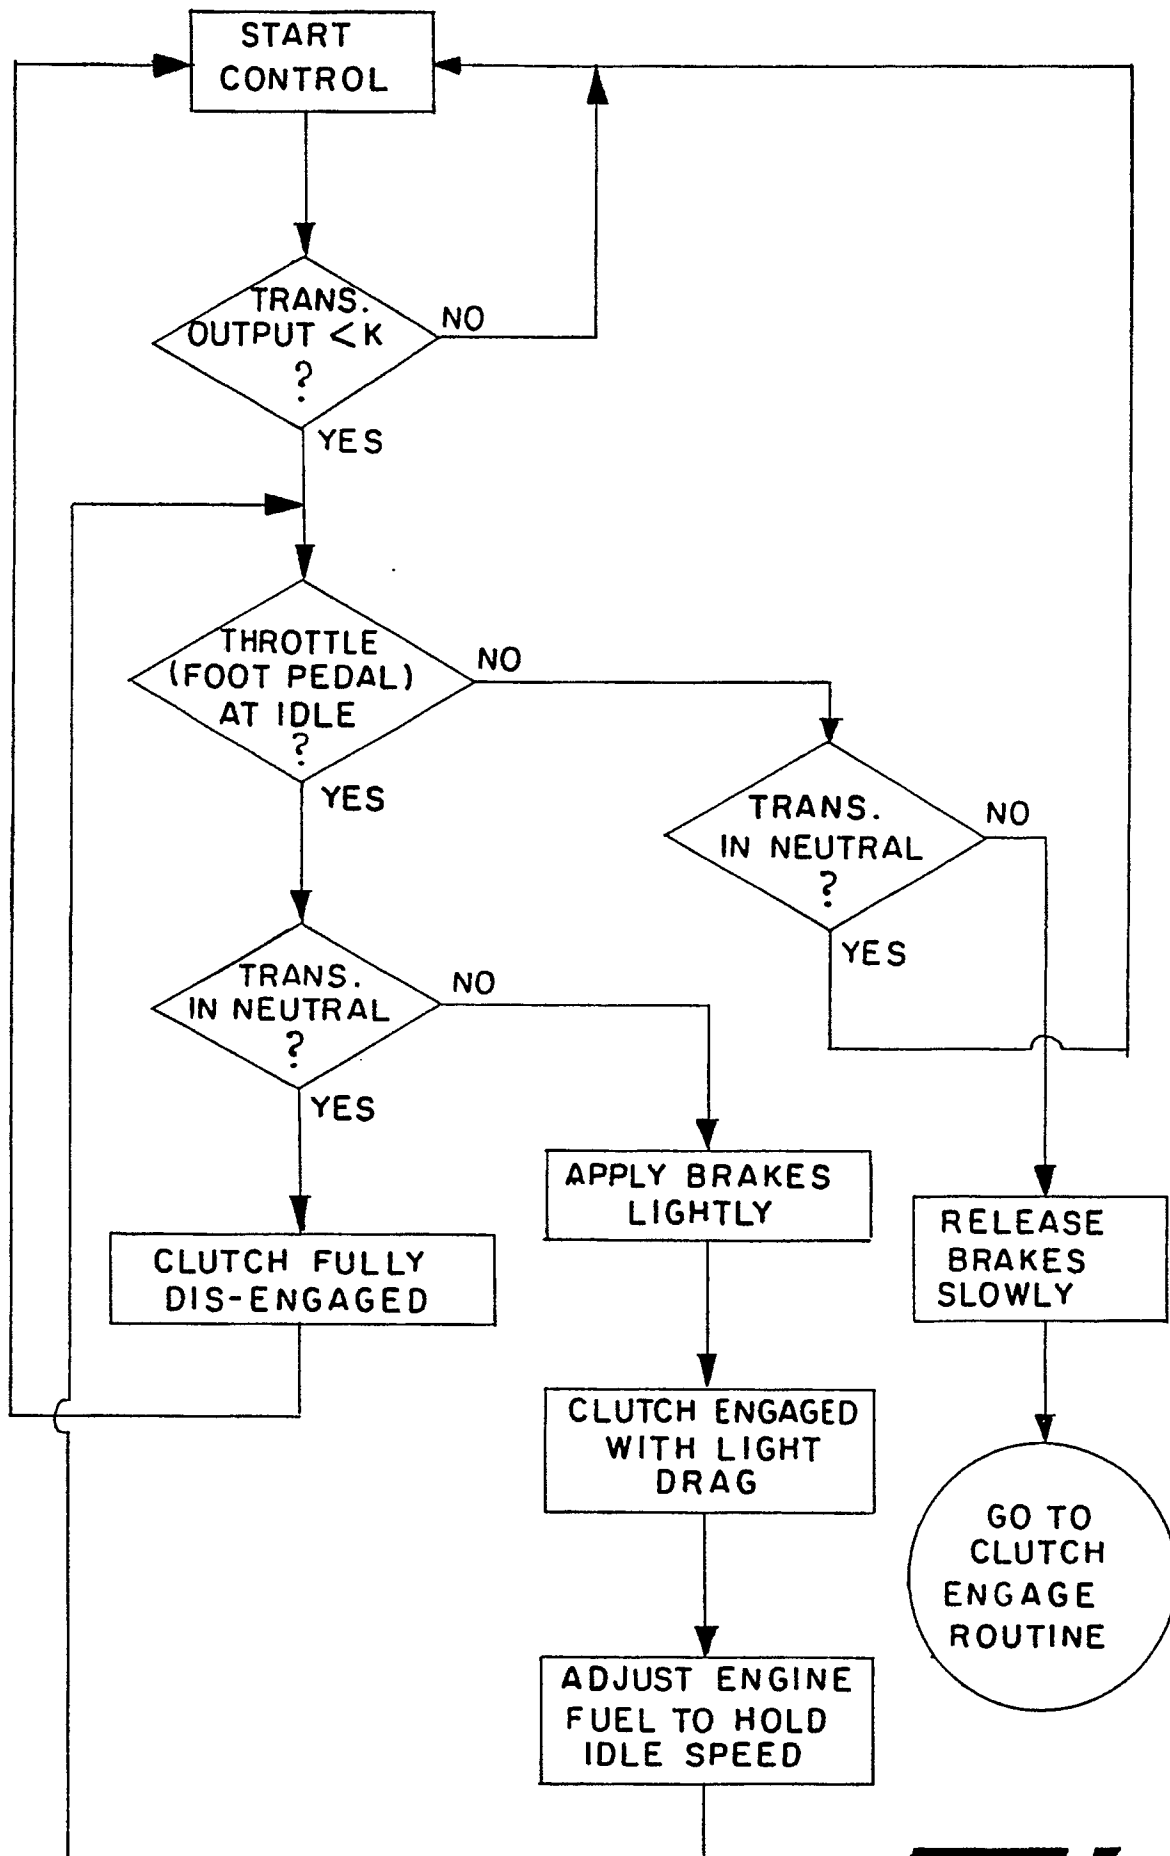 START
CONTROL
TRANS.
OUTPUT < K
?
NO
YES
THROTTLE
(FOOT PEDAL)
AT IDLE
?
NO
YES
TRANS.
IN NEUTRAL
?
NO
YES
TRANS.
IN NEUTRAL
?
NO
YES
APPLY BRAKES
LIGHTLY
RELEASE
BRAKES
SLOWLY
CLUTCH FULLY
DIS-ENGAGED
CLUTCH ENGAGED
WITH LIGHT
DRAG
GO TO
CLUTCH
ENGAGE
ROUTINE
ADJUST ENGINE
FUEL TO HOLD
IDLE SPEED